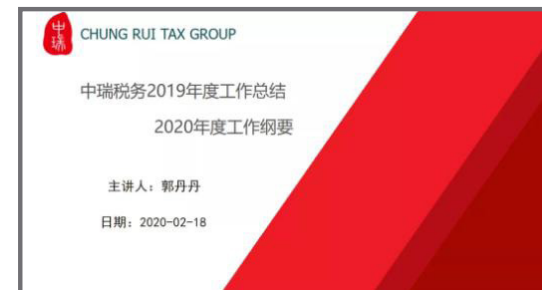 中瑞
CHUNG RUI TAX GROUP
中瑞税务2019年度工作总结
2020年度工作纲要
主讲人：郭丹丹
日期：2020-02-18